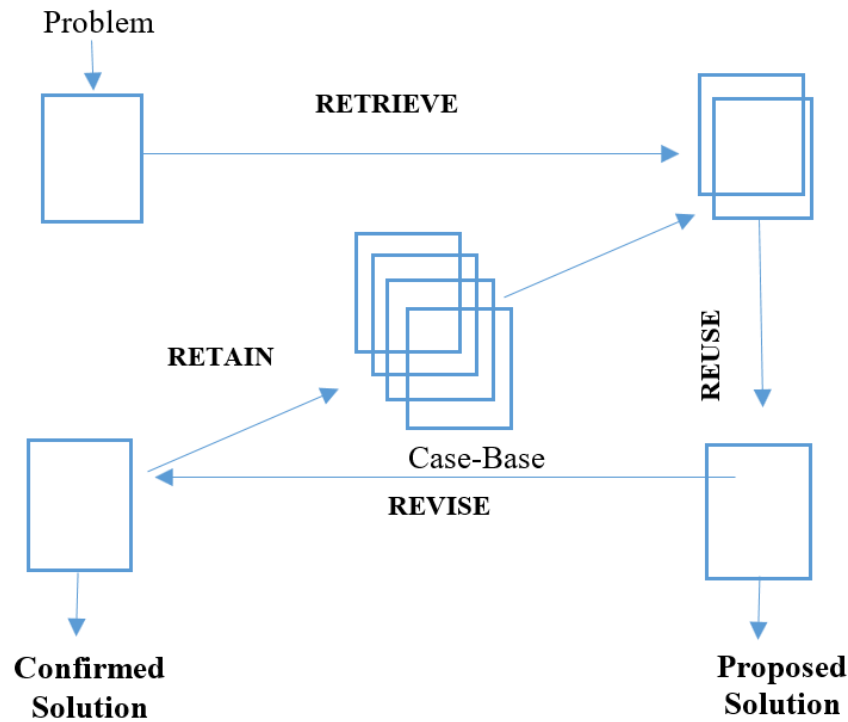 Problem
RETRIEVE
REUSE
RETAIN
Case-Base
REVISE
Confirmed
Solution
Proposed
Solution